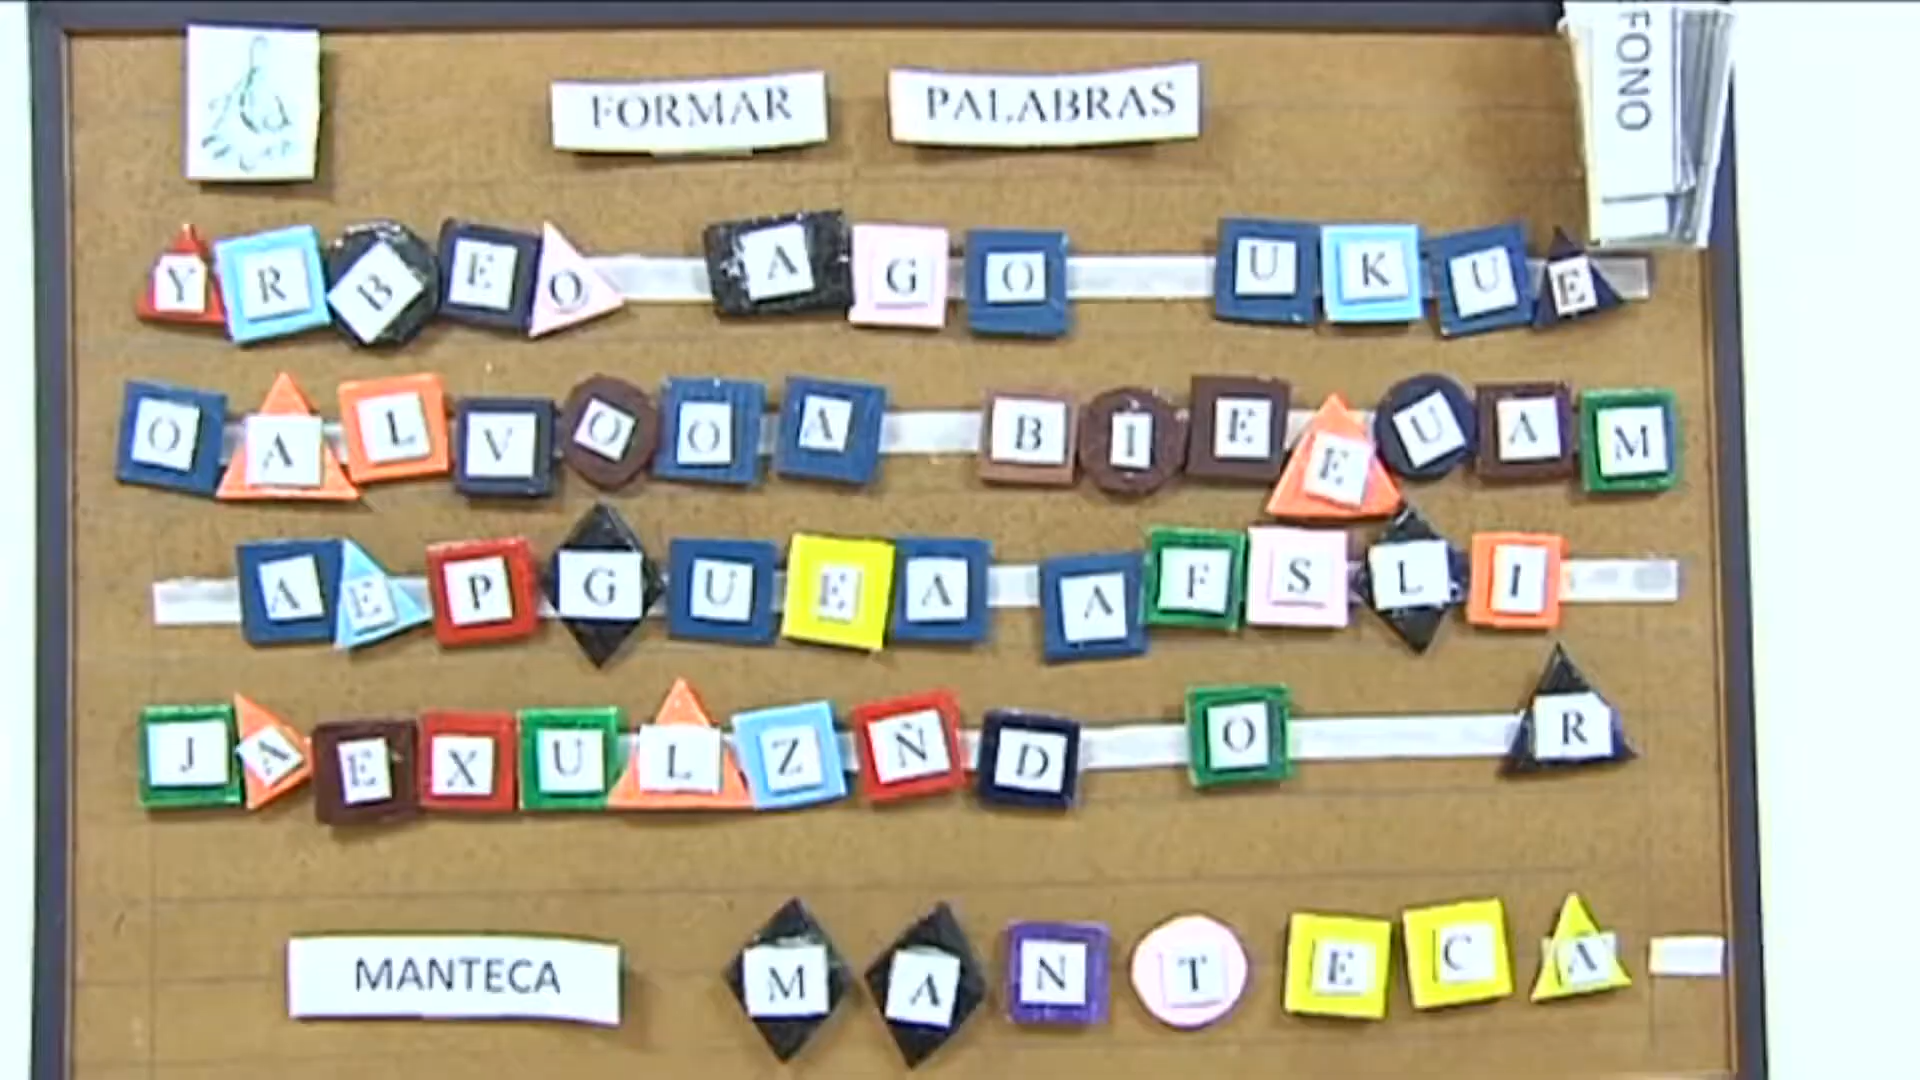 FONO
FORMAR PALABRAS
Y R B E O A G O U K U E
O A L V O O A B I E E U A M
A E P G U E A A F S L I
J A E X U L Z Ñ D O R
MANTECA M A N T E C A